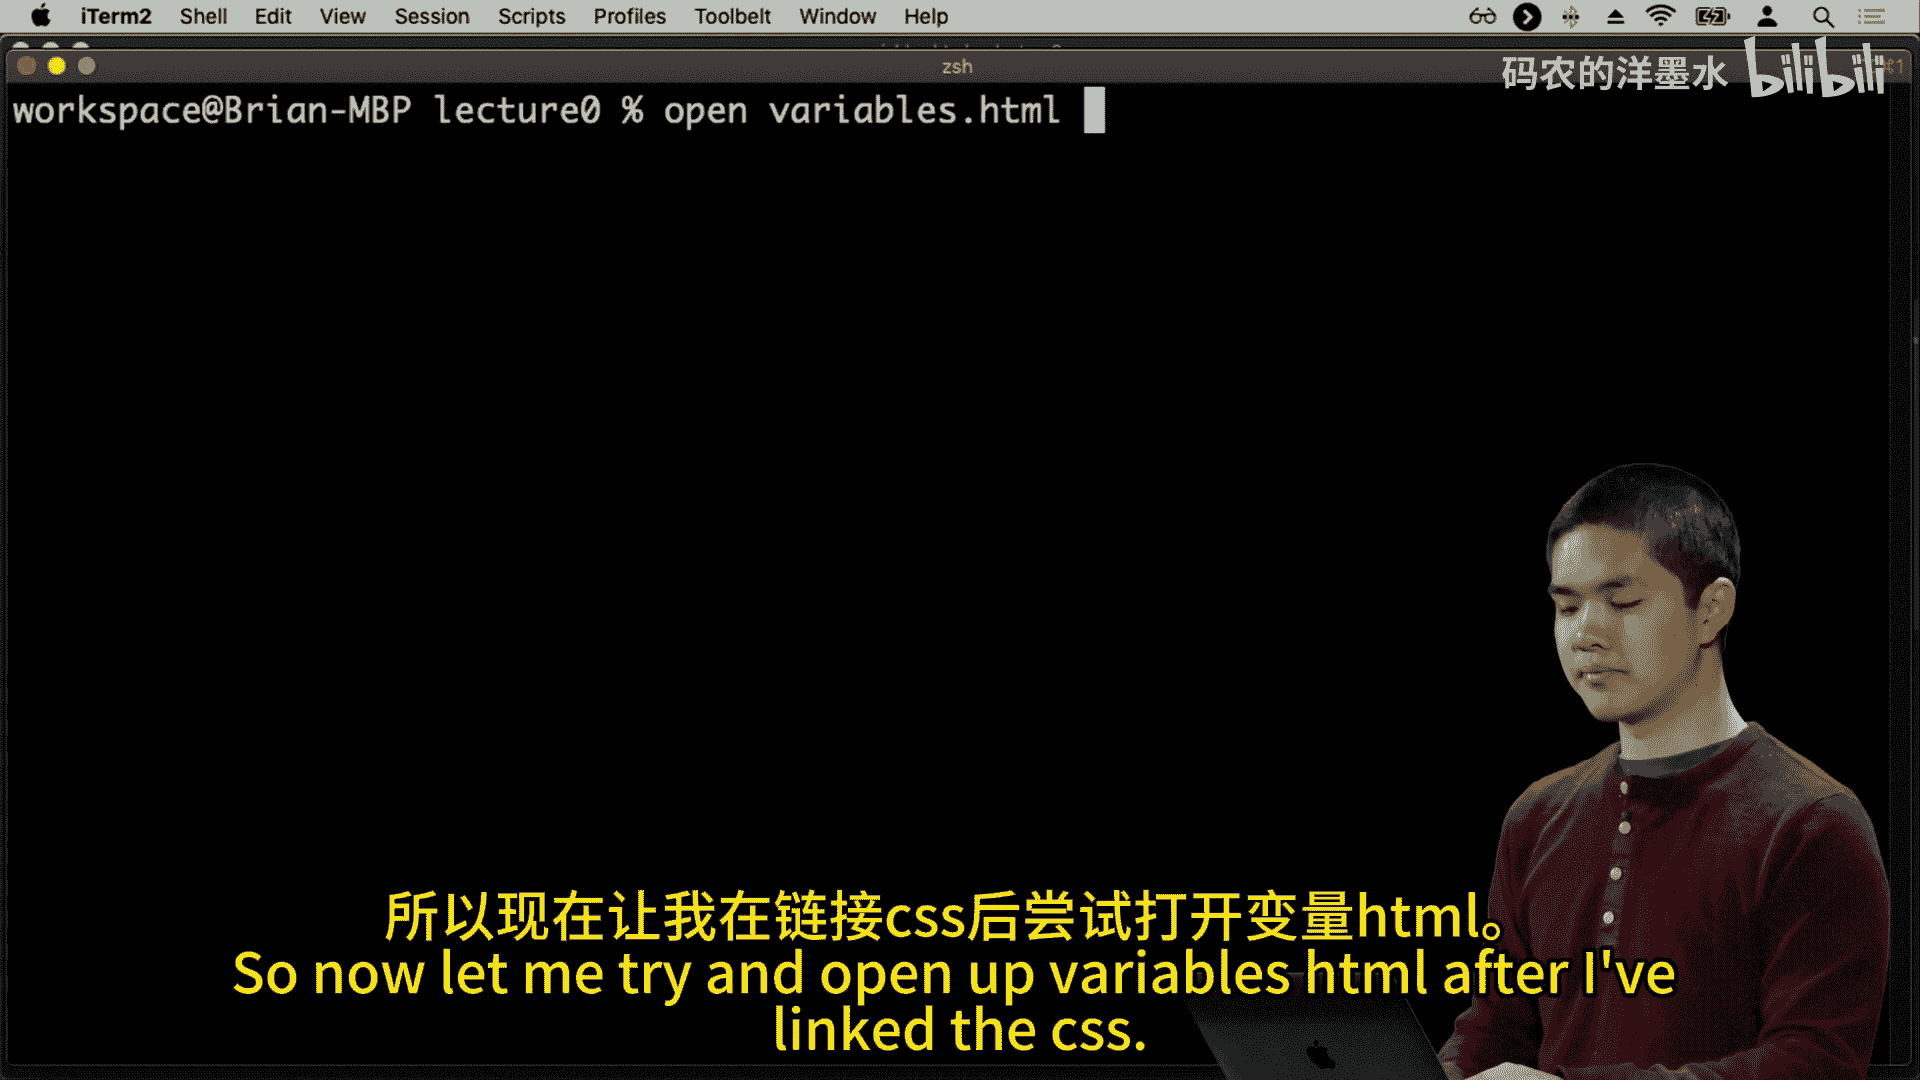 iTerm2 Shell Edit View Session Scripts Profiles Toolbelt Window Help
zsh
码农的洋墨水 bilibili
workspace@Brian-MBP lecture0 % open variables.html
所以现在让我在链接css后尝试打开变量html。
So now let me try and open up variables html after I've
linked the css.